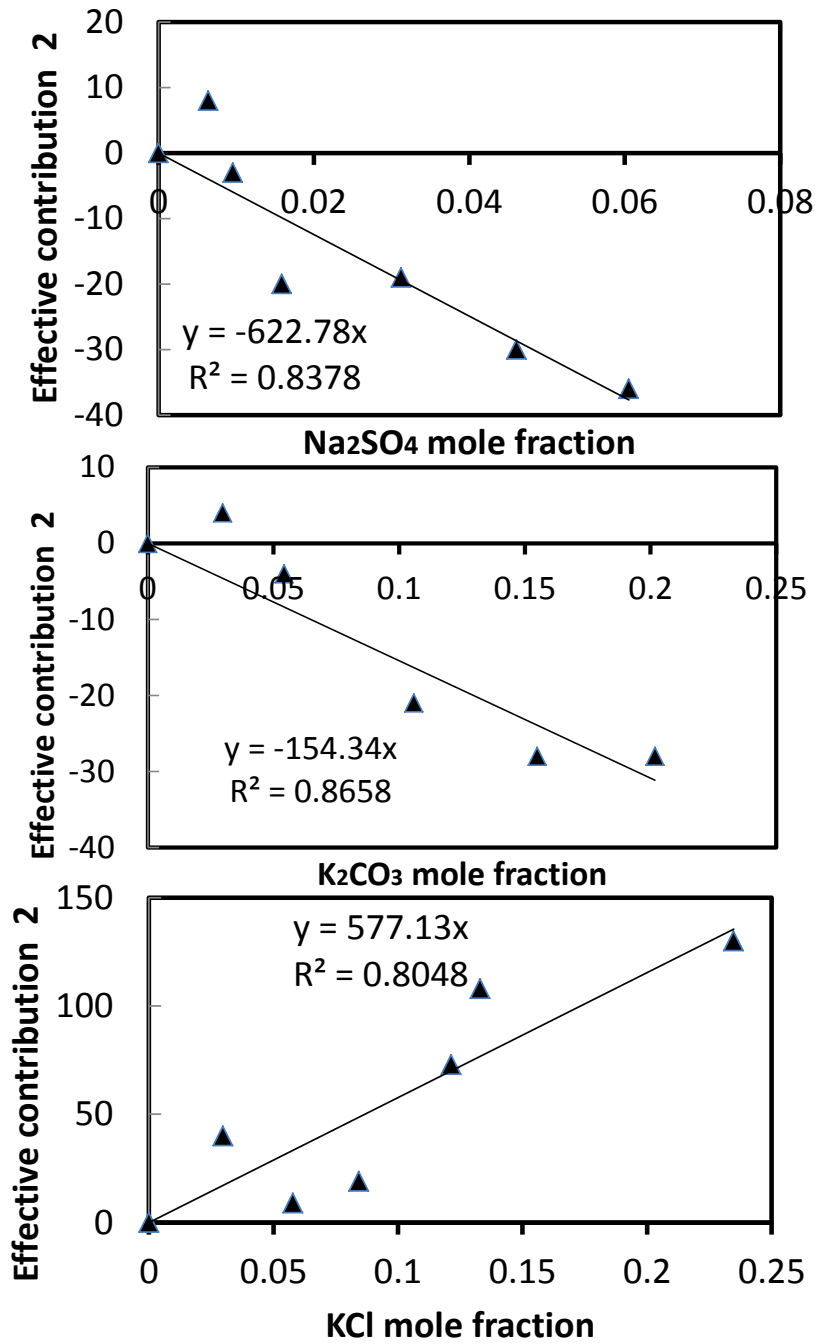 20
10
0
-10
-20
-30
-40
0
0.02
0.04
0.06
0.08
Effective contribution 2
y = -622.78x
R² = 0.8378
Na₂SO₄ mole fraction
10
0
-10
-20
-30
-40
0
0.05
0.1
0.15
0.2
0.25
Effective contribution 2
y = -154.34x
R² = 0.8658
K₂CO₃ mole fraction
150
100
50
0
0
0.05
0.1
0.15
0.2
0.25
Effective contribution 2
y = 577.13x
R² = 0.8048
KCl mole fraction